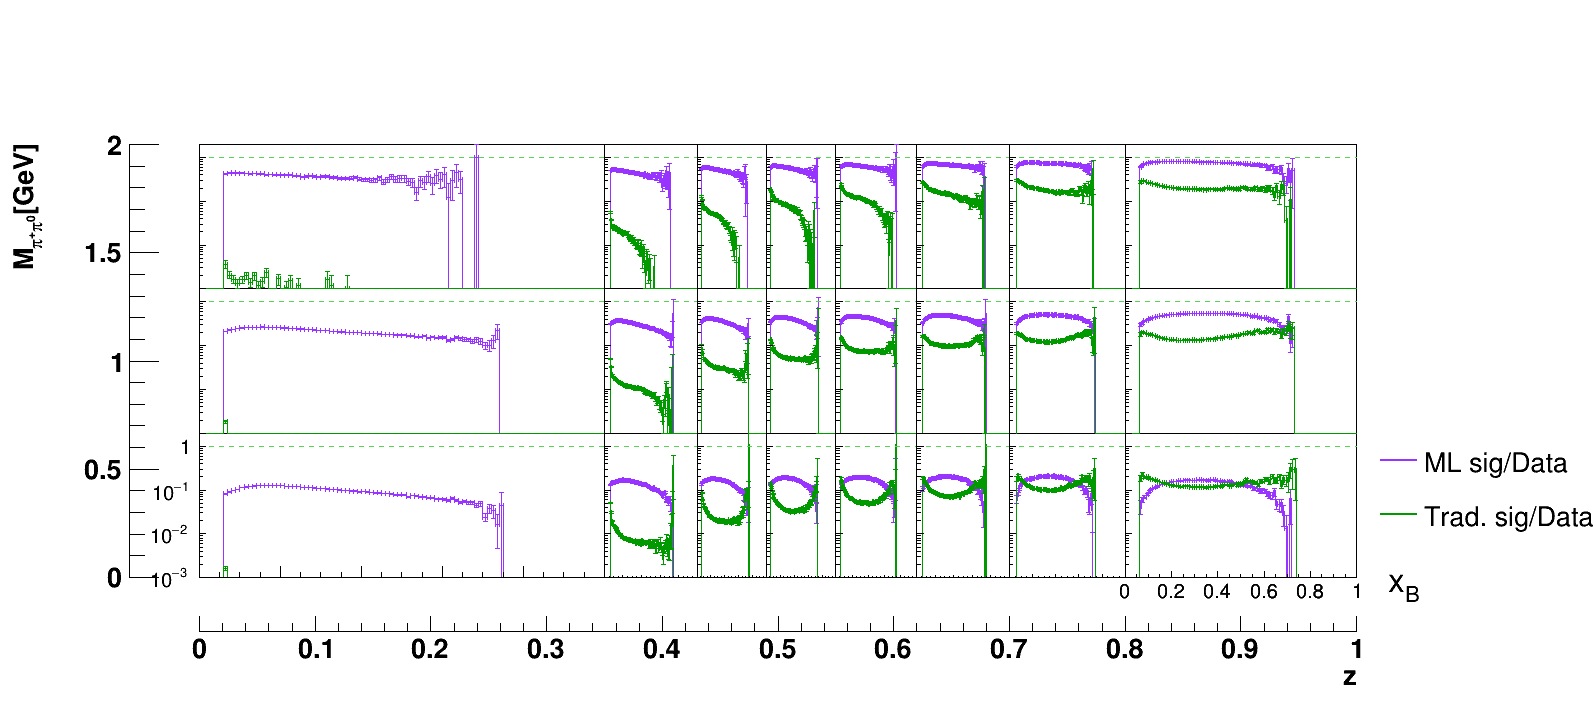 M π⁺π⁰ [GeV]
2
1.5
1
0.5
0
1
10⁻¹
10⁻²
10⁻³
ML sig/Data
Trad. sig/Data
0 0.2 0.4 0.6 0.8 1
x_B
0 0.1 0.2 0.3 0.4 0.5 0.6 0.7 0.8 0.9 1
z